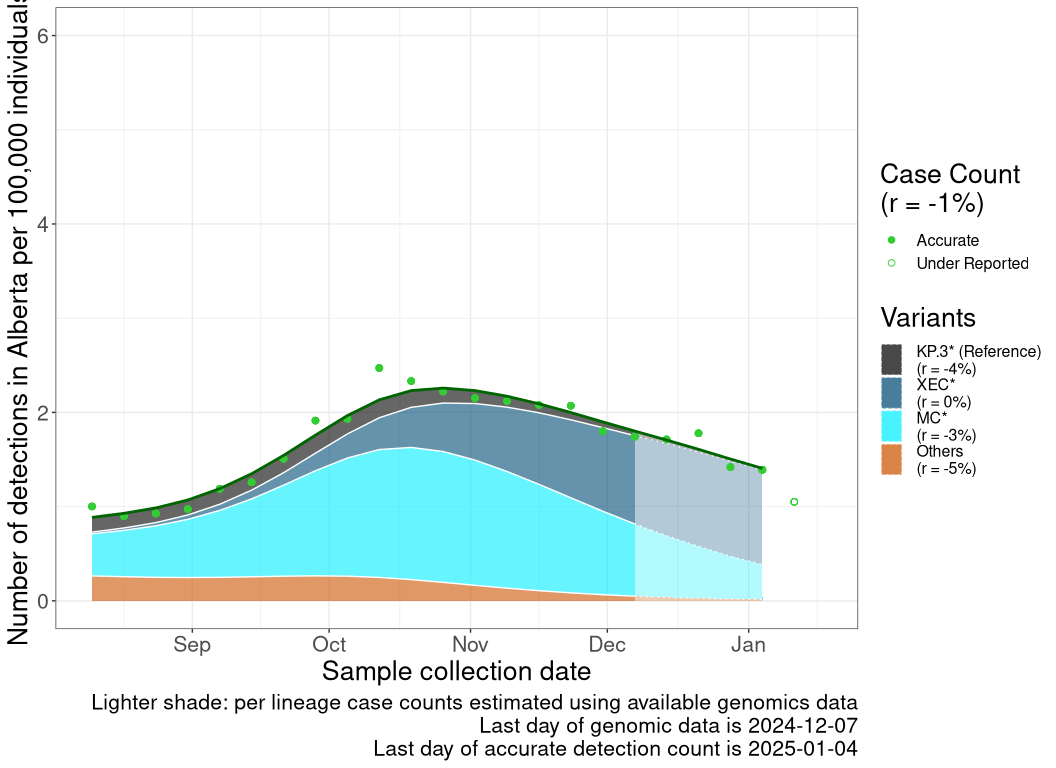 Number of detections in Alberta per 100,000 individuals
6
4
2
0
Sep
Oct
Nov
Dec
Jan
Sample collection date
Lighter shade: per lineage case counts estimated using available genomics data
Last day of genomic data is 2024-12-07
Last day of accurate detection count is 2025-01-04
Case Count
(r = -1%)
Accurate
Under Reported
Variants
KP.3* (Reference)
(r = -4%)
XEC*
(r = 0%)
MC*
(r = -3%)
Others
(r = -5%)